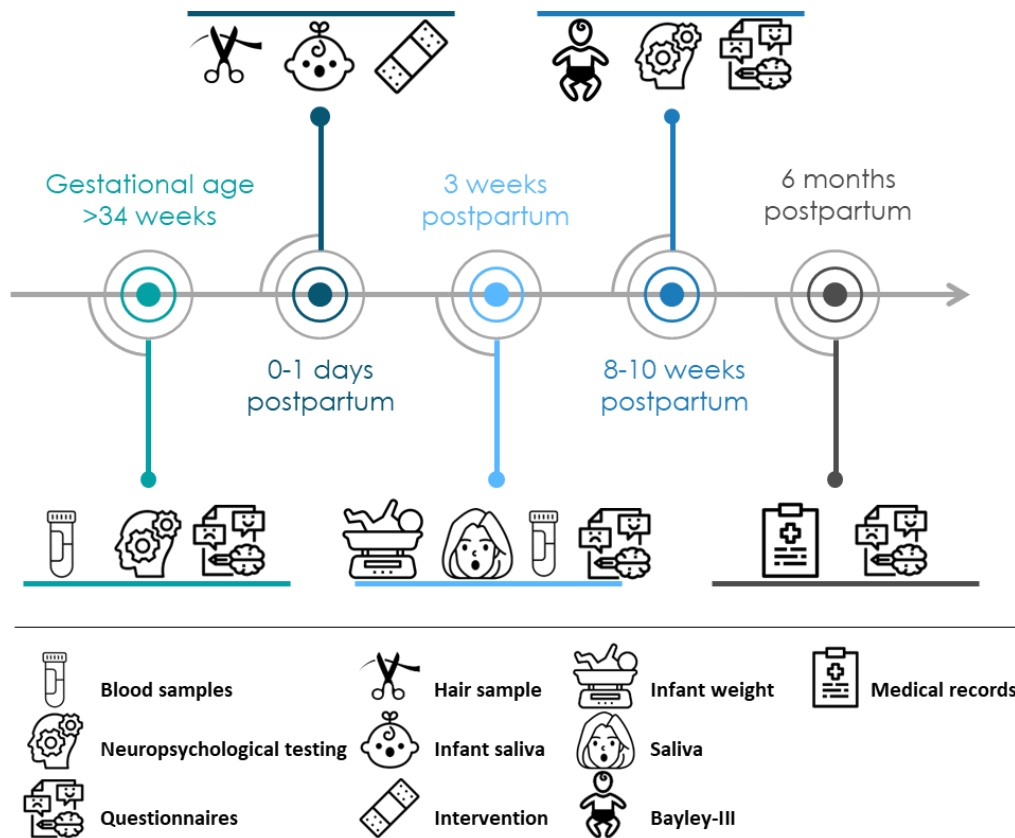 Gestational age
>34 weeks
3 weeks
postpartum
6 months
postpartum
0-1 days
postpartum
8-10 weeks
postpartum
Blood samples
Hair sample
Infant weight
Medical records
Neuropsychological testing
Infant saliva
Saliva
Questionnaires
Intervention
Bayley-III